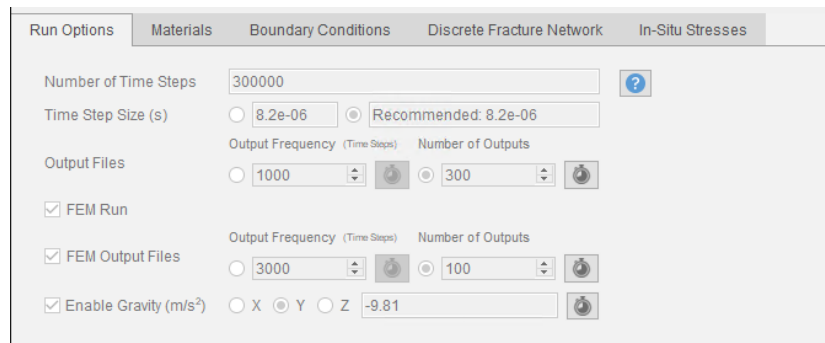 Run Options Materials Boundary Conditions Discrete Fracture Network In-Situ Stresses
Number of Time Steps 300000 ?
Time Step Size (s) 8.2e-06 Recommended: 8.2e-06
Output Frequency (Time Steps) Number of Outputs
Output Files 1000 300
FEM Run
Output Frequency (Time Steps) Number of Outputs
FEM Output Files 3000 100
Enable Gravity (m/s²) X Y Z -9.81